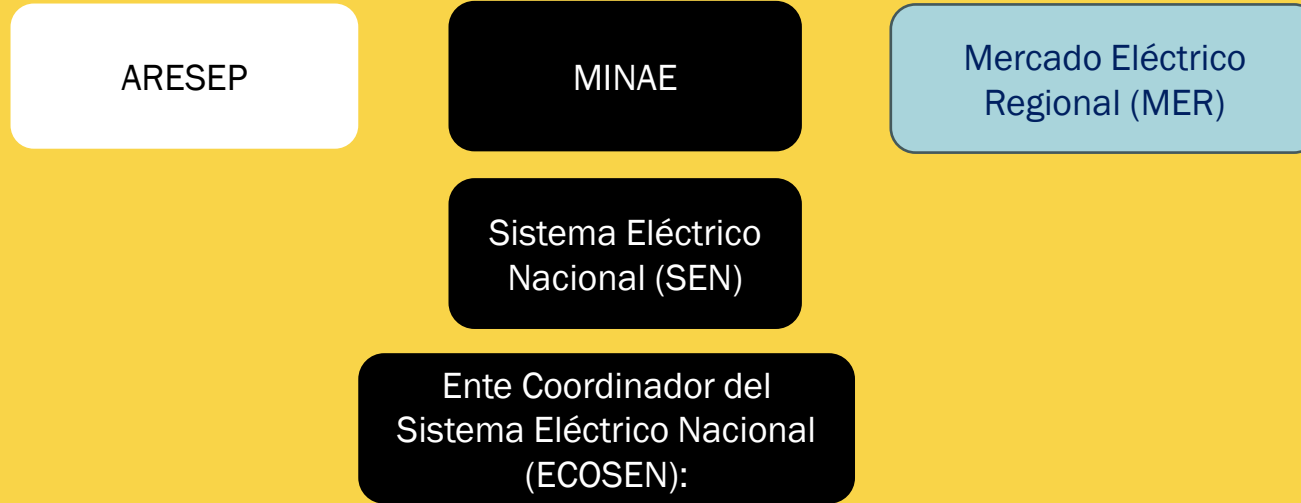 ARESEP
MINAE
Mercado Eléctrico
Regional (MER)
Sistema Eléctrico
Nacional (SEN)
Ente Coordinador del
Sistema Eléctrico Nacional
(ECOSEN):